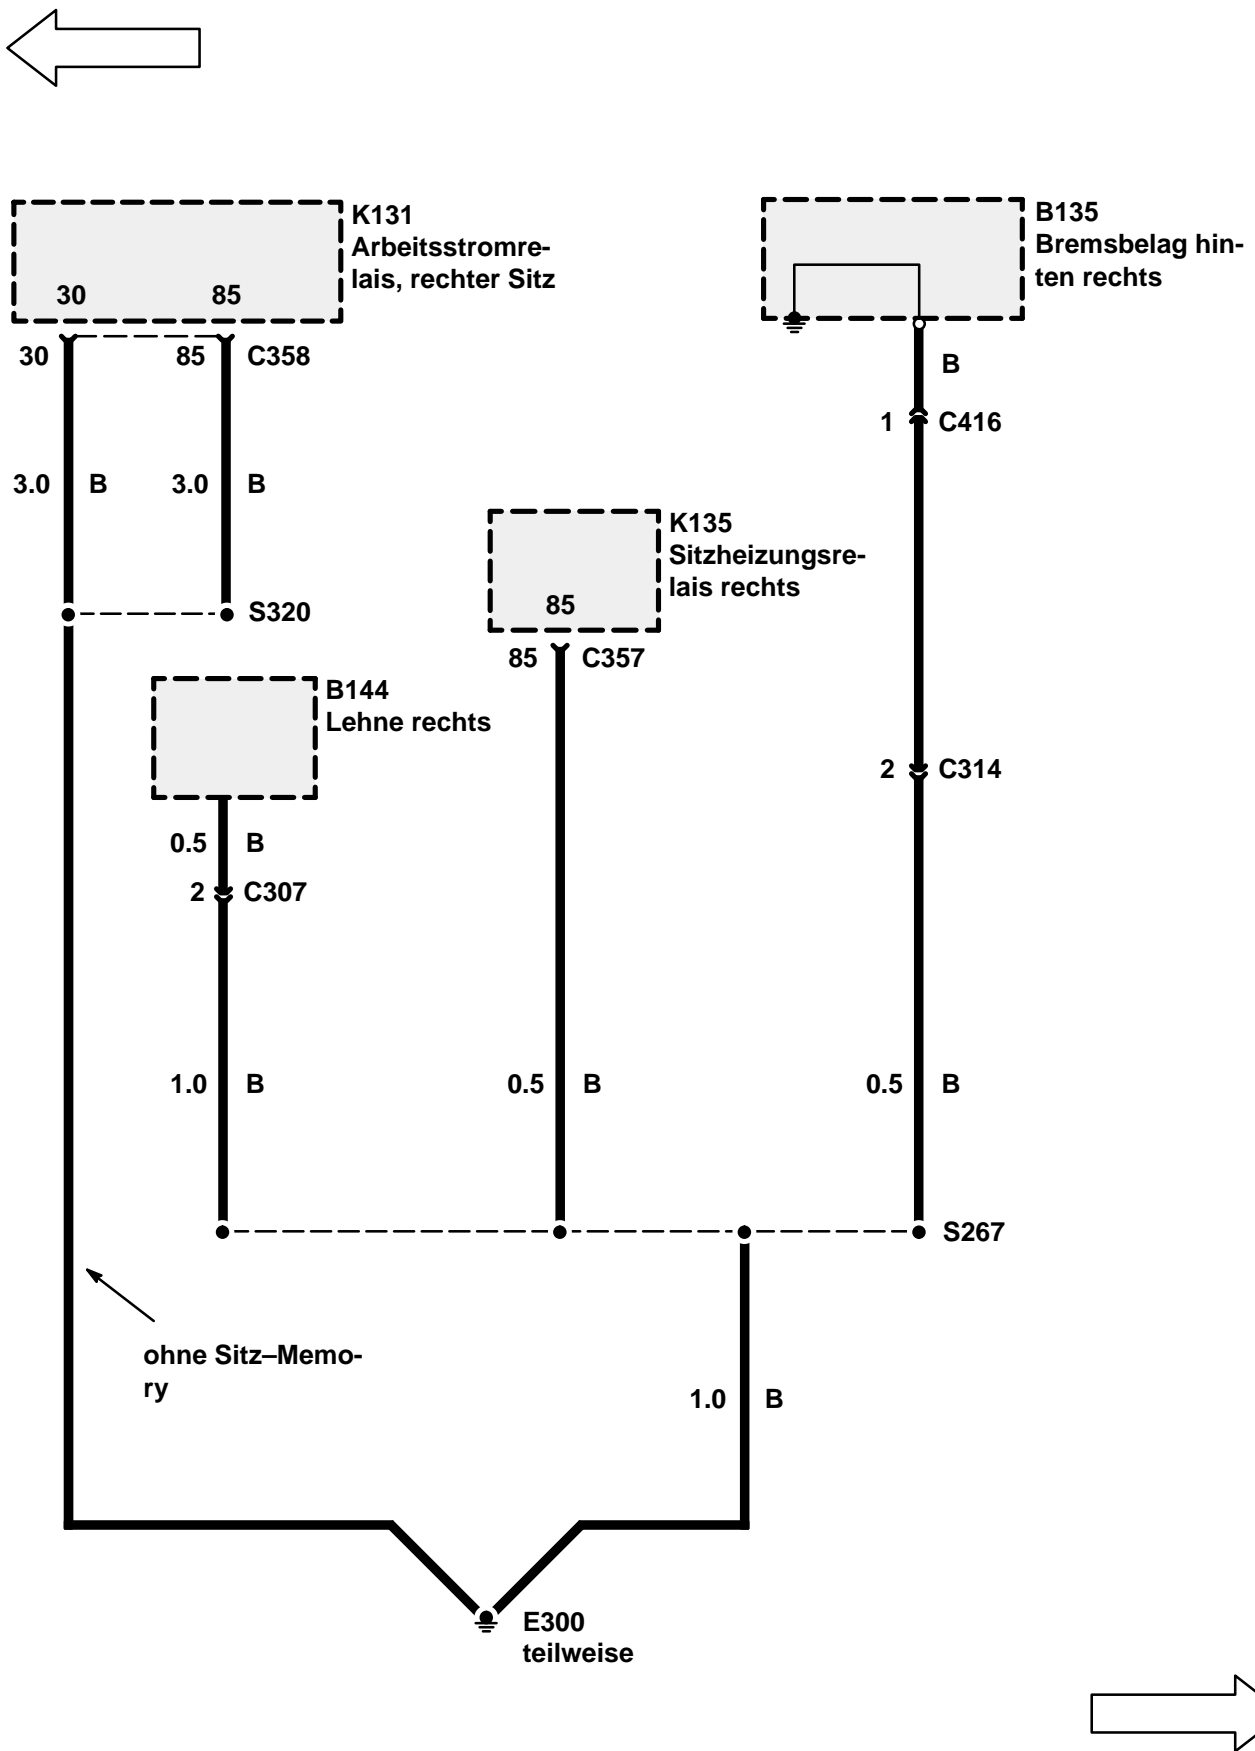 K131
Arbeitsstromre-
lais, rechter Sitz
30 85
30 85 C358
3.0 B 3.0 B
S320
B135
Bremsbelag hin-
ten rechts
B
1 C416
K135
Sitzheizungsre-
lais rechts
85
85 C357
B144
Lehne rechts
0.5 B
2 C307
2 C314
1.0 B 0.5 B 0.5 B
S267
ohne Sitz–Memo-
ry
1.0 B
E300
teilweise